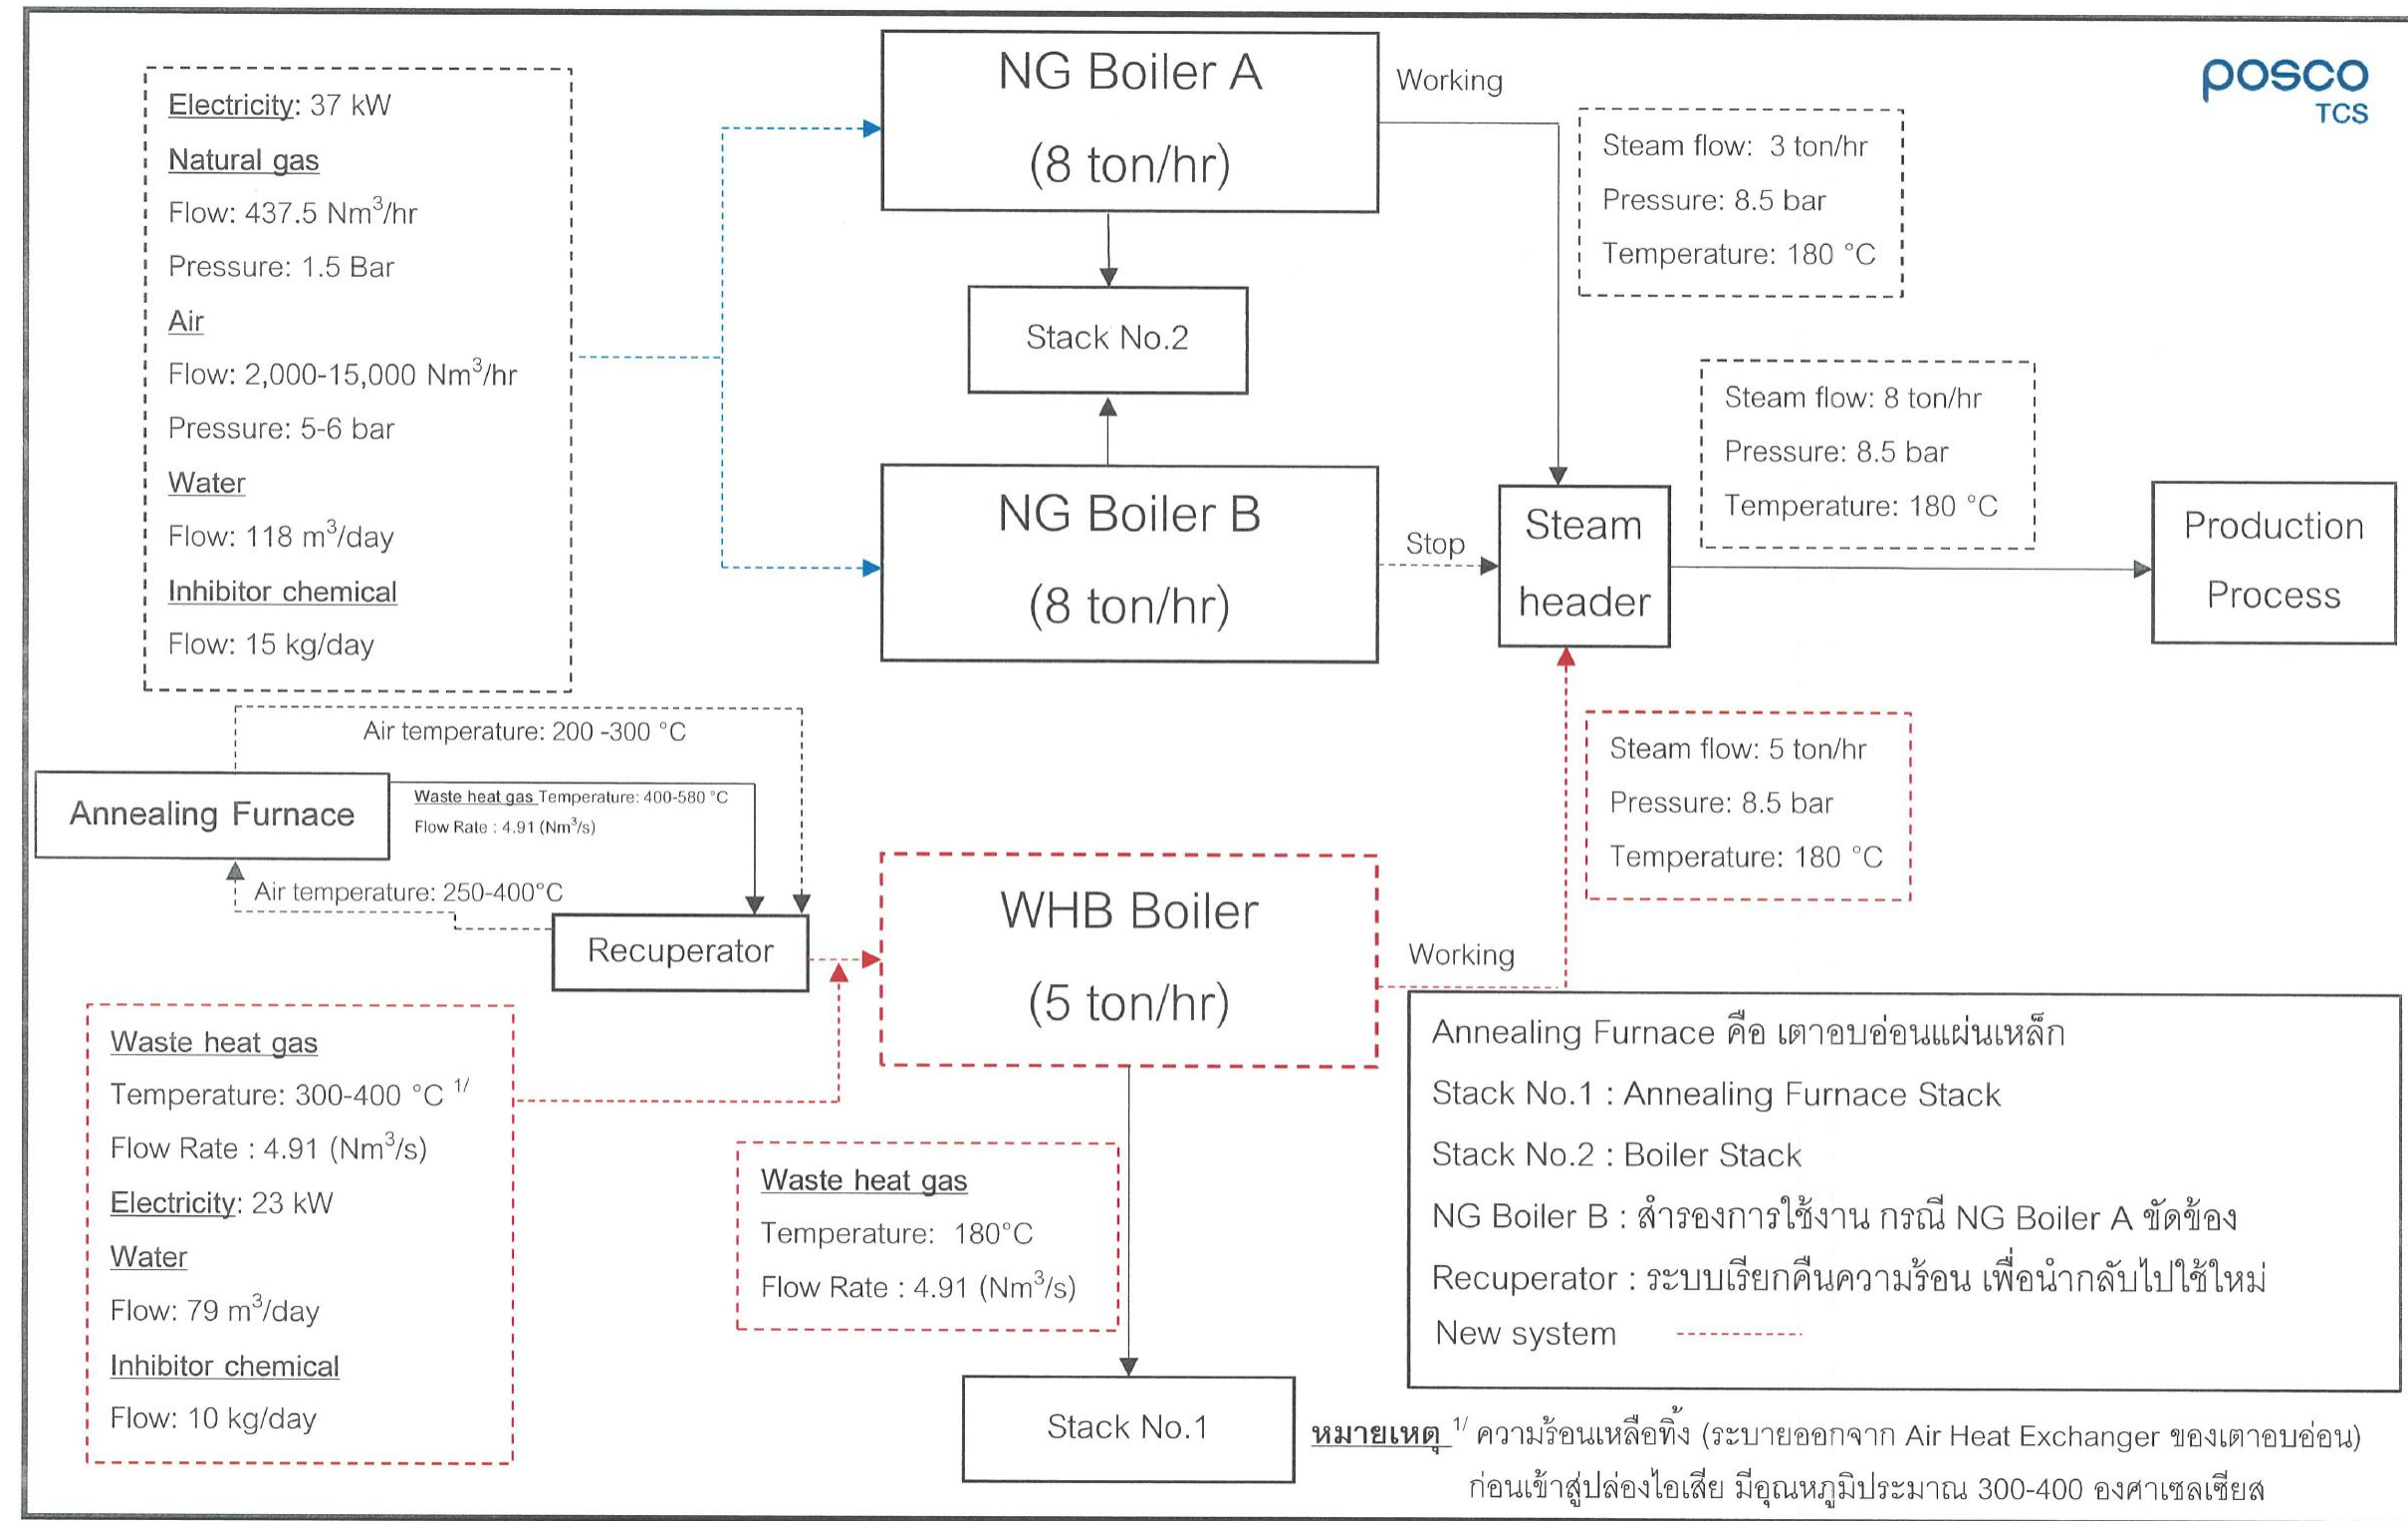 posco
TCS
Electricity: 37 kW
Natural gas
Flow: 437.5 Nm³/hr
Pressure: 1.5 Bar
Air
Flow: 2,000-15,000 Nm³/hr
Pressure: 5-6 bar
Water
Flow: 118 m³/day
Inhibitor chemical
Flow: 15 kg/day
NG Boiler A
(8 ton/hr)
Working
Steam flow: 3 ton/hr
Pressure: 8.5 bar
Temperature: 180 °C
Stack No.2
NG Boiler B
(8 ton/hr)
Stop
Steam
header
Steam flow: 8 ton/hr
Pressure: 8.5 bar
Temperature: 180 °C
Production
Process
Air temperature: 200 -300 °C
Annealing Furnace
Waste heat gas Temperature: 400-580 °C
Flow Rate : 4.91 (Nm³/s)
Air temperature: 250-400°C
Recuperator
WHB Boiler
(5 ton/hr)
Working
Steam flow: 5 ton/hr
Pressure: 8.5 bar
Temperature: 180 °C
Waste heat gas
Temperature: 300-400 °C ¹/
Flow Rate : 4.91 (Nm³/s)
Electricity: 23 kW
Water
Flow: 79 m³/day
Inhibitor chemical
Flow: 10 kg/day
Waste heat gas
Temperature: 180°C
Flow Rate : 4.91 (Nm³/s)
Stack No.1
Annealing Furnace คือ เตาอบอ่อนแผ่นเหล็ก
Stack No.1 : Annealing Furnace Stack
Stack No.2 : Boiler Stack
NG Boiler B : สำรองการใช้งาน กรณี NG Boiler A ขัดข้อง
Recuperator : ระบบเรียกคืนความร้อน เพื่อนำกลับไปใช้ใหม่
New system
หมายเหตุ ¹/ ความร้อนเหลือทิ้ง (ระบายออกจาก Air Heat Exchanger ของเตาอบอ่อน)
ก่อนเข้าสู่ปล่องไอเสีย มีอุณหภูมิประมาณ 300-400 องศาเซลเซียส